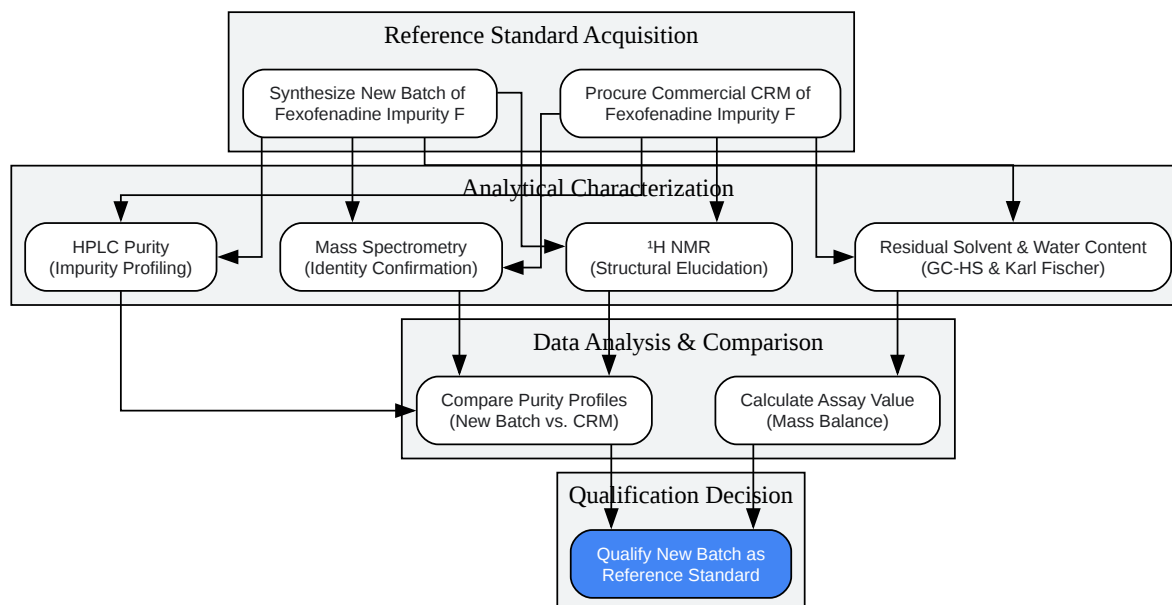 Reference Standard Acquisition
Synthesize New Batch of
Fexofenadine Impurity F
Procure Commercial CRM of
Fexofenadine Impurity F
Analytical Characterization
HPLC Purity
(Impurity Profiling)
Mass Spectrometry
(Identity Confirmation)
¹H NMR
(Structural Elucidation)
Residual Solvent & Water Content
(GC-HS & Karl Fischer)
Data Analysis & Comparison
Compare Purity Profiles
(New Batch vs. CRM)
Calculate Assay Value
(Mass Balance)
Qualification Decision
Qualify New Batch as
Reference Standard